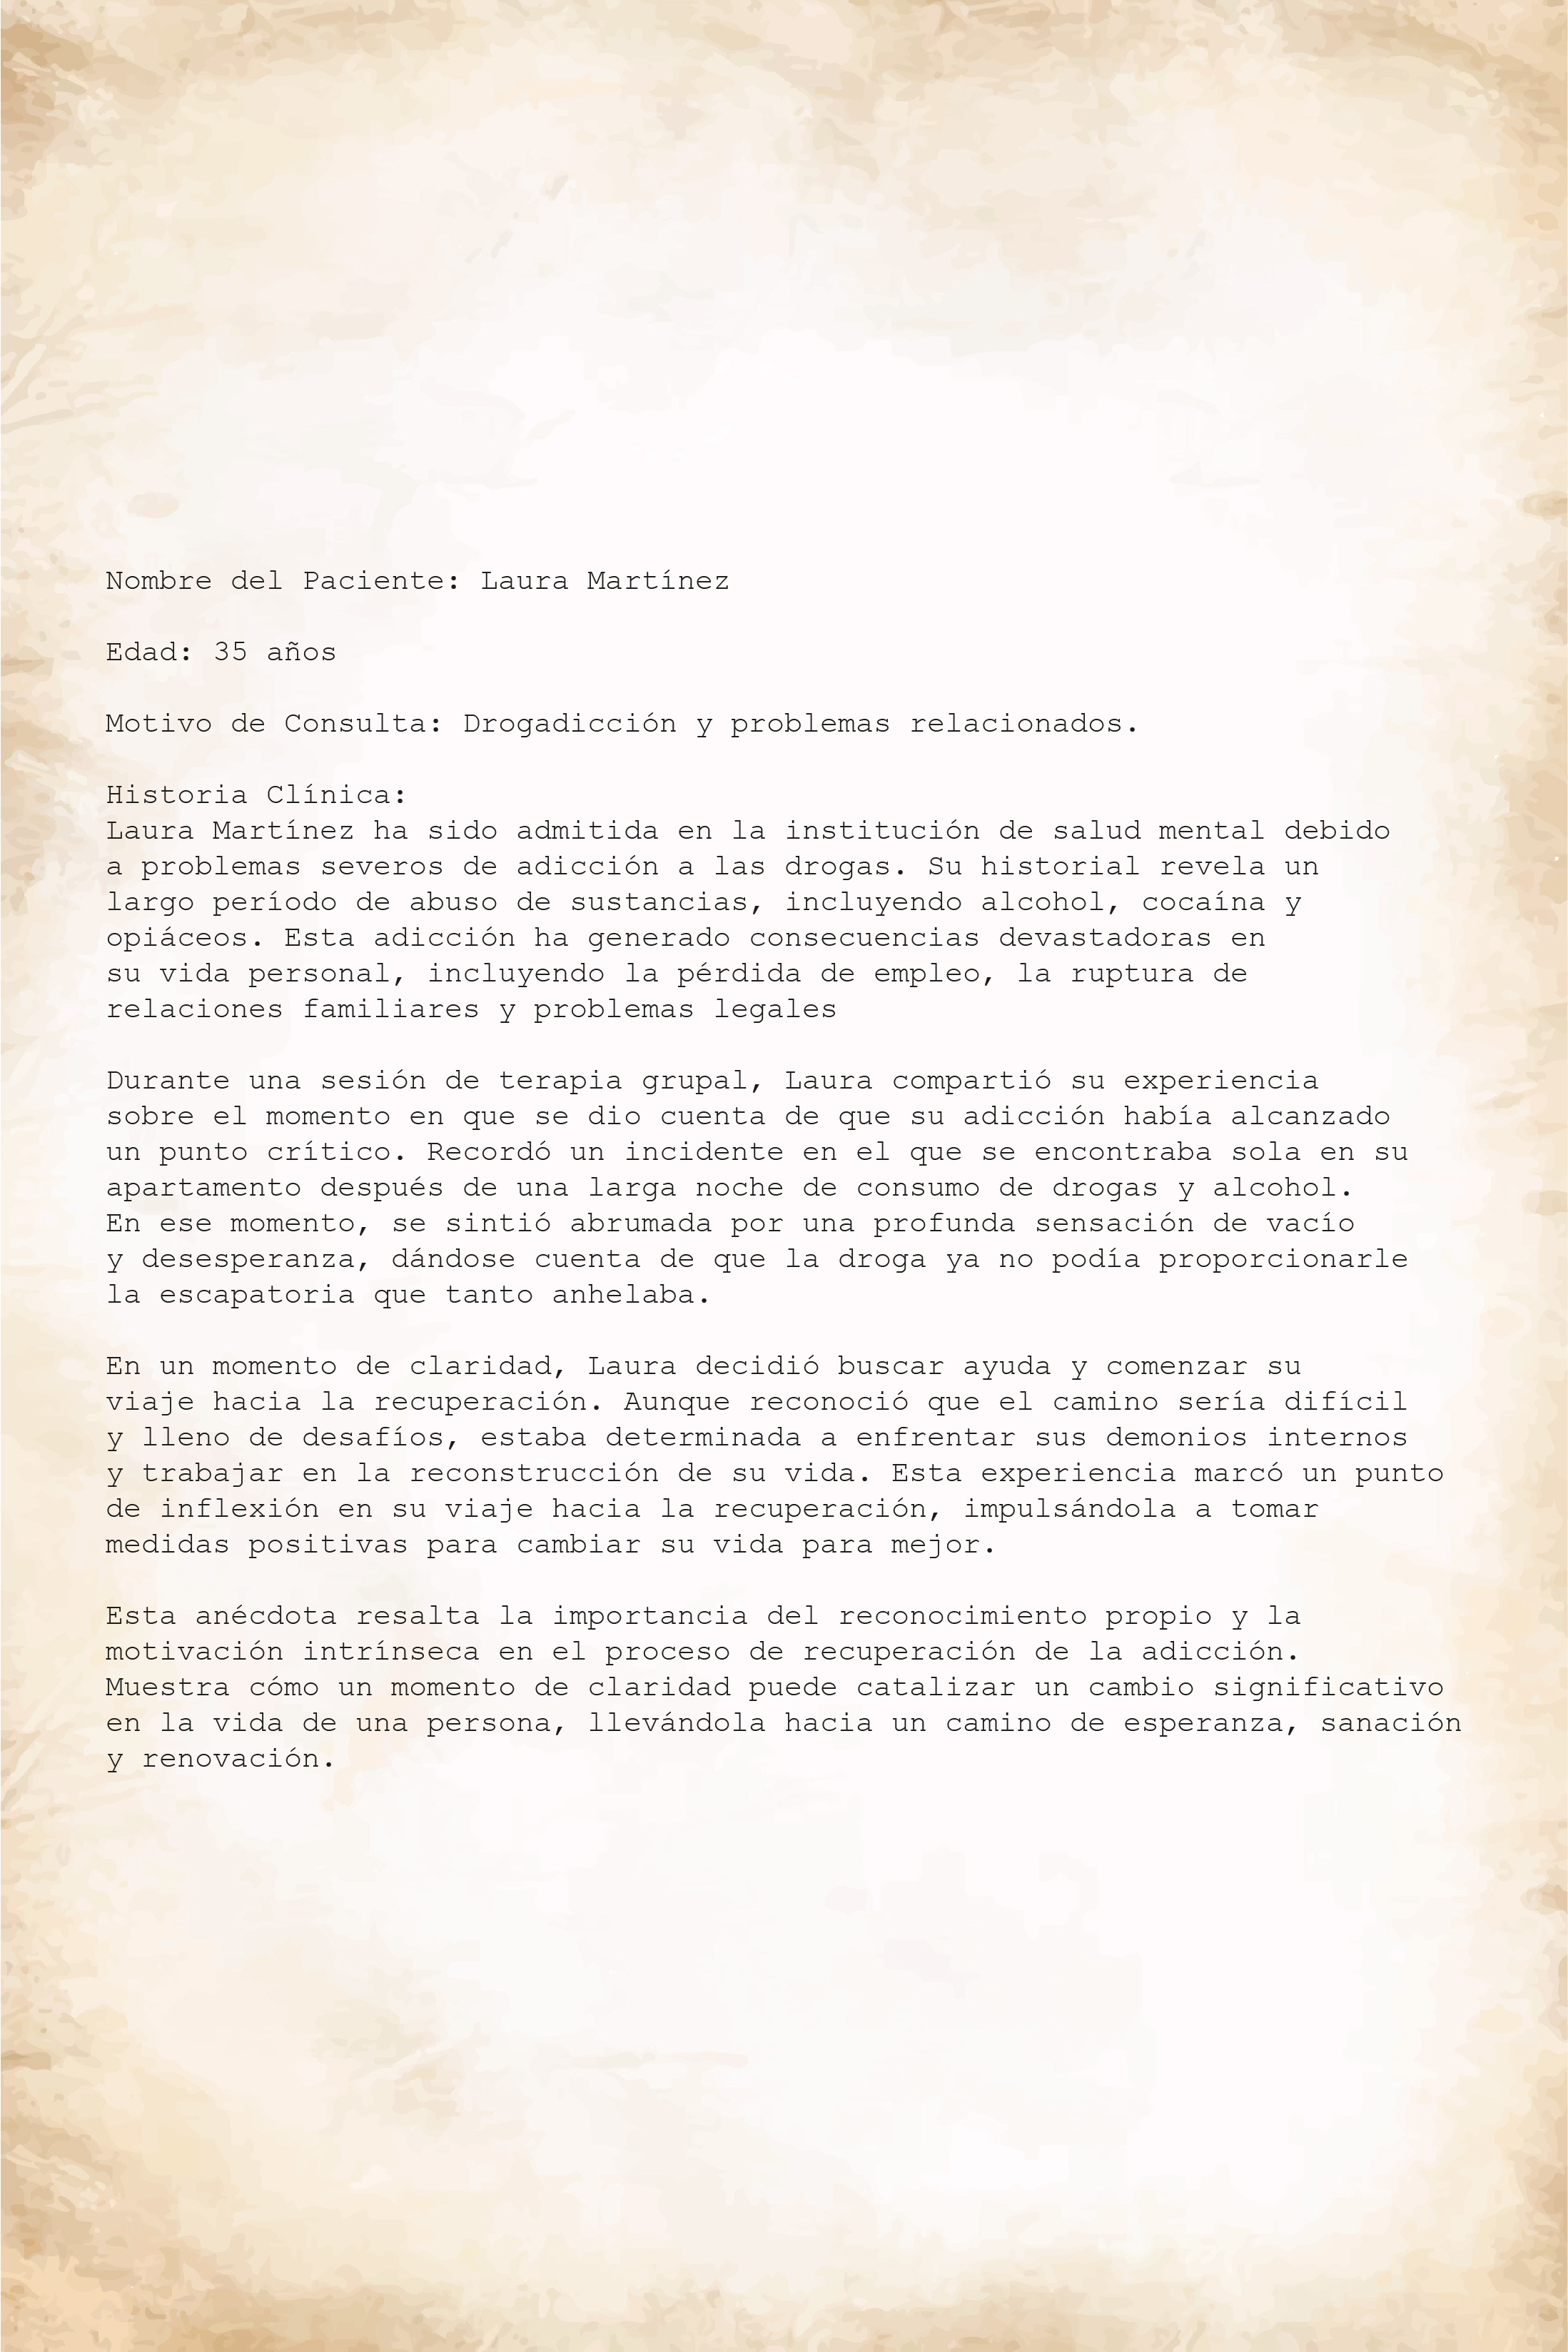 Nombre del Paciente: Laura Martínez
Edad: 35 años
Motivo de Consulta: Drogadicción y problemas relacionados.
Historia Clínica:
Laura Martínez ha sido admitida en la institución de salud mental debido
a problemas severos de adicción a las drogas. Su historial revela un
largo período de abuso de sustancias, incluyendo alcohol, cocaína y
opiáceos. Esta adicción ha generado consecuencias devastadoras en
su vida personal, incluyendo la pérdida de empleo, la ruptura de
relaciones familiares y problemas legales
Durante una sesión de terapia grupal, Laura compartió su experiencia
sobre el momento en que se dio cuenta de que su adicción había alcanzado
un punto crítico. Recordó un incidente en el que se encontraba sola en su
apartamento después de una larga noche de consumo de drogas y alcohol.
En ese momento, se sintió abrumada por una profunda sensación de vacío
y desesperanza, dándose cuenta de que la droga ya no podía proporcionarle
la escapatoria que tanto anhelaba.
En un momento de claridad, Laura decidió buscar ayuda y comenzar su
viaje hacia la recuperación. Aunque reconoció que el camino sería difícil
y lleno de desafíos, estaba determinada a enfrentar sus demonios internos
y trabajar en la reconstrucción de su vida. Esta experiencia marcó un punto
de inflexión en su viaje hacia la recuperación, impulsándola a tomar
medidas positivas para cambiar su vida para mejor.
Esta anécdota resalta la importancia del reconocimiento propio y la
motivación intrínseca en el proceso de recuperación de la adicción.
Muestra cómo un momento de claridad puede catalizar un cambio significativo
en la vida de una persona, llevándola hacia un camino de esperanza, sanación
y renovación.